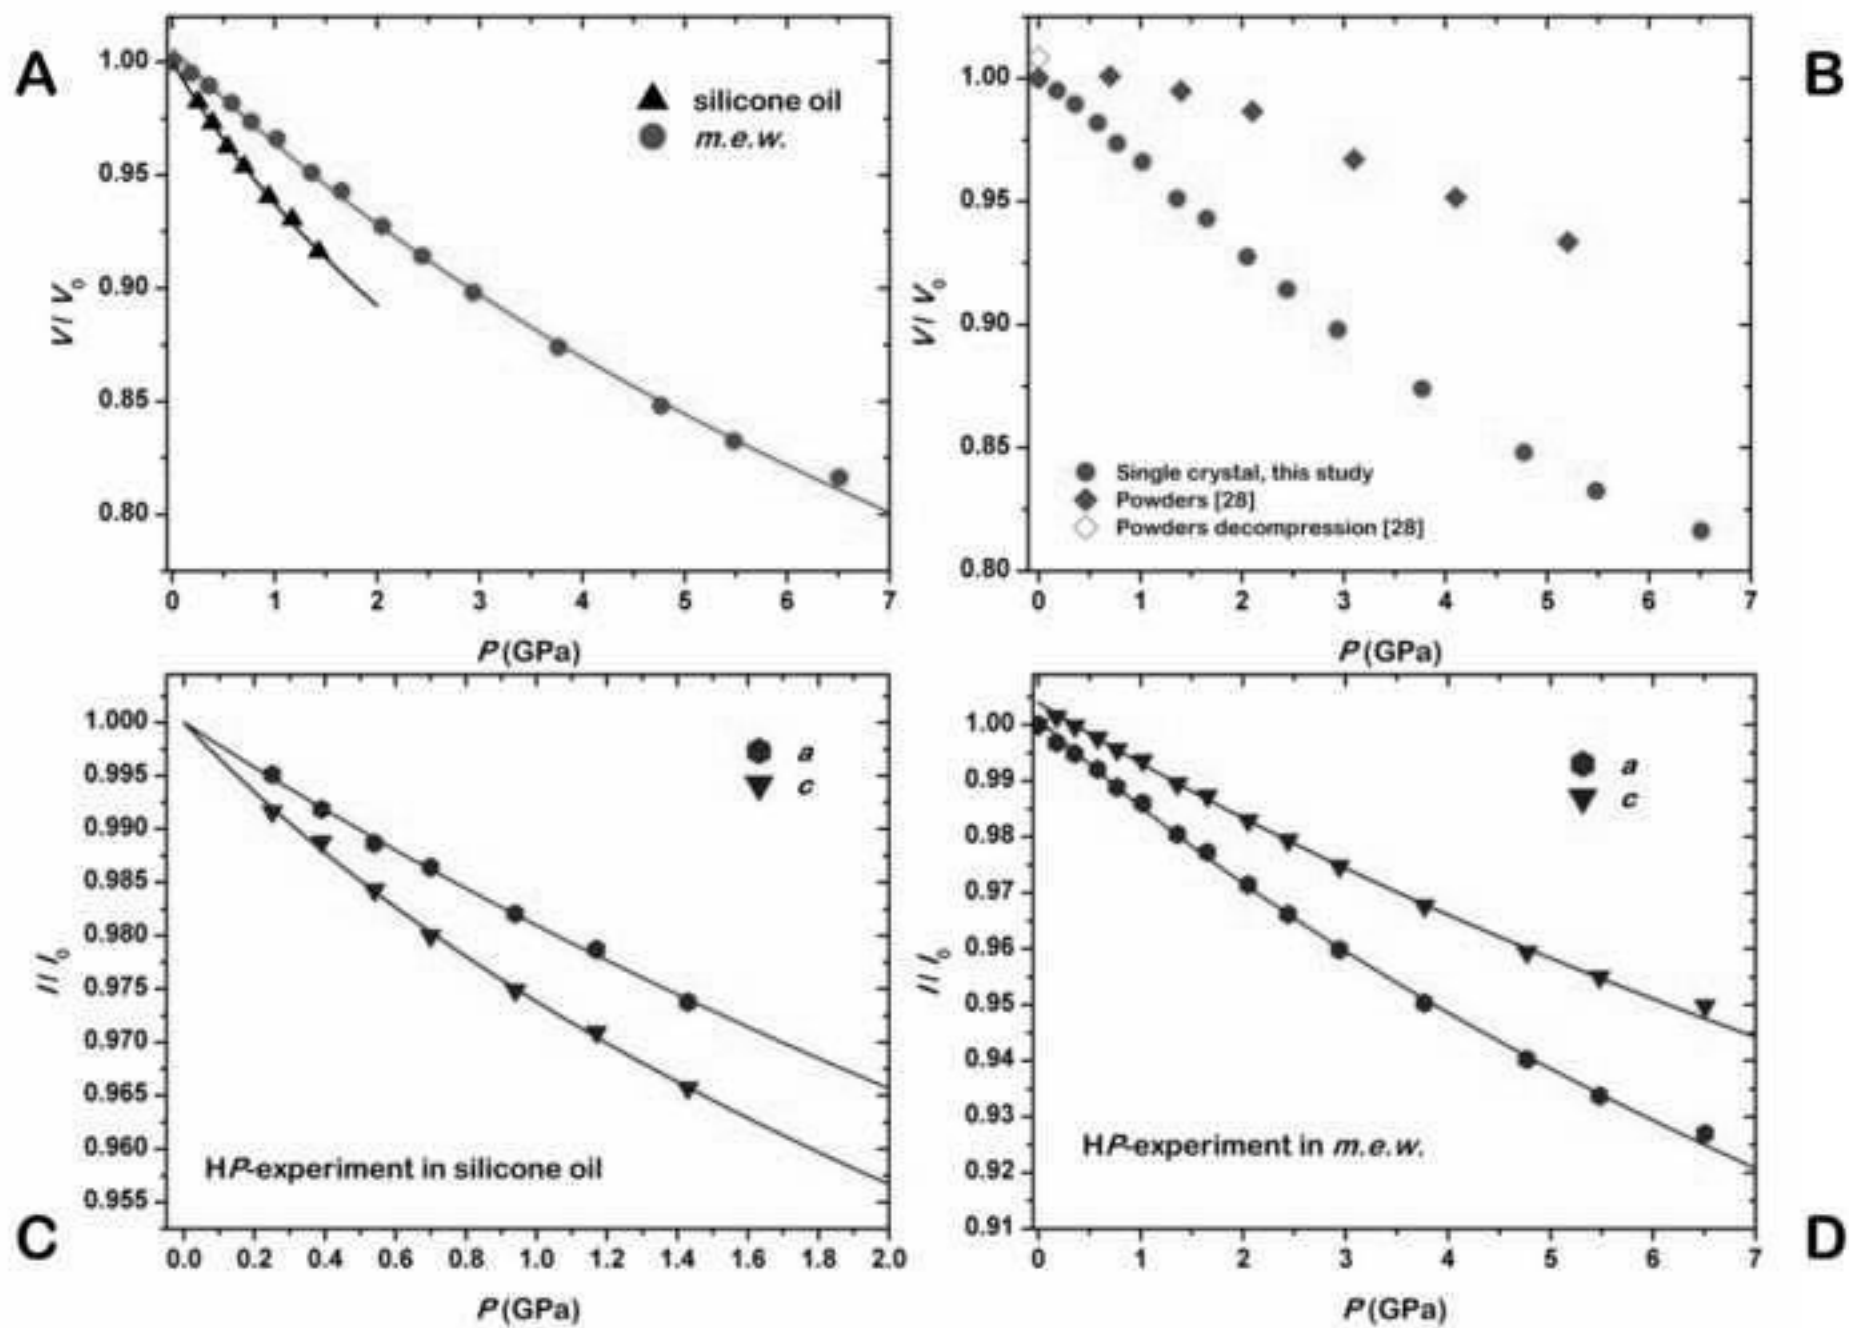 A
1.00
0.95
0.90
0.85
0.80
V / V0
silicone oil
m.e.w.
0 1 2 3 4 5 6 7
P (GPa)
B
1.00
0.95
0.90
0.85
0.80
V / V0
Single crystal, this study
Powders [28]
Powders decompression [28]
0 1 2 3 4 5 6 7
P (GPa)
C
1.000
0.995
0.990
0.985
0.980
0.975
0.970
0.965
0.960
0.955
l / l0
a
c
HP-experiment in silicone oil
0.0 0.2 0.4 0.6 0.8 1.0 1.2 1.4 1.6 1.8 2.0
P (GPa)
D
1.00
0.99
0.98
0.97
0.96
0.95
0.94
0.93
0.92
0.91
l / l0
a
c
HP-experiment in m.e.w.
0 1 2 3 4 5 6 7
P (GPa)